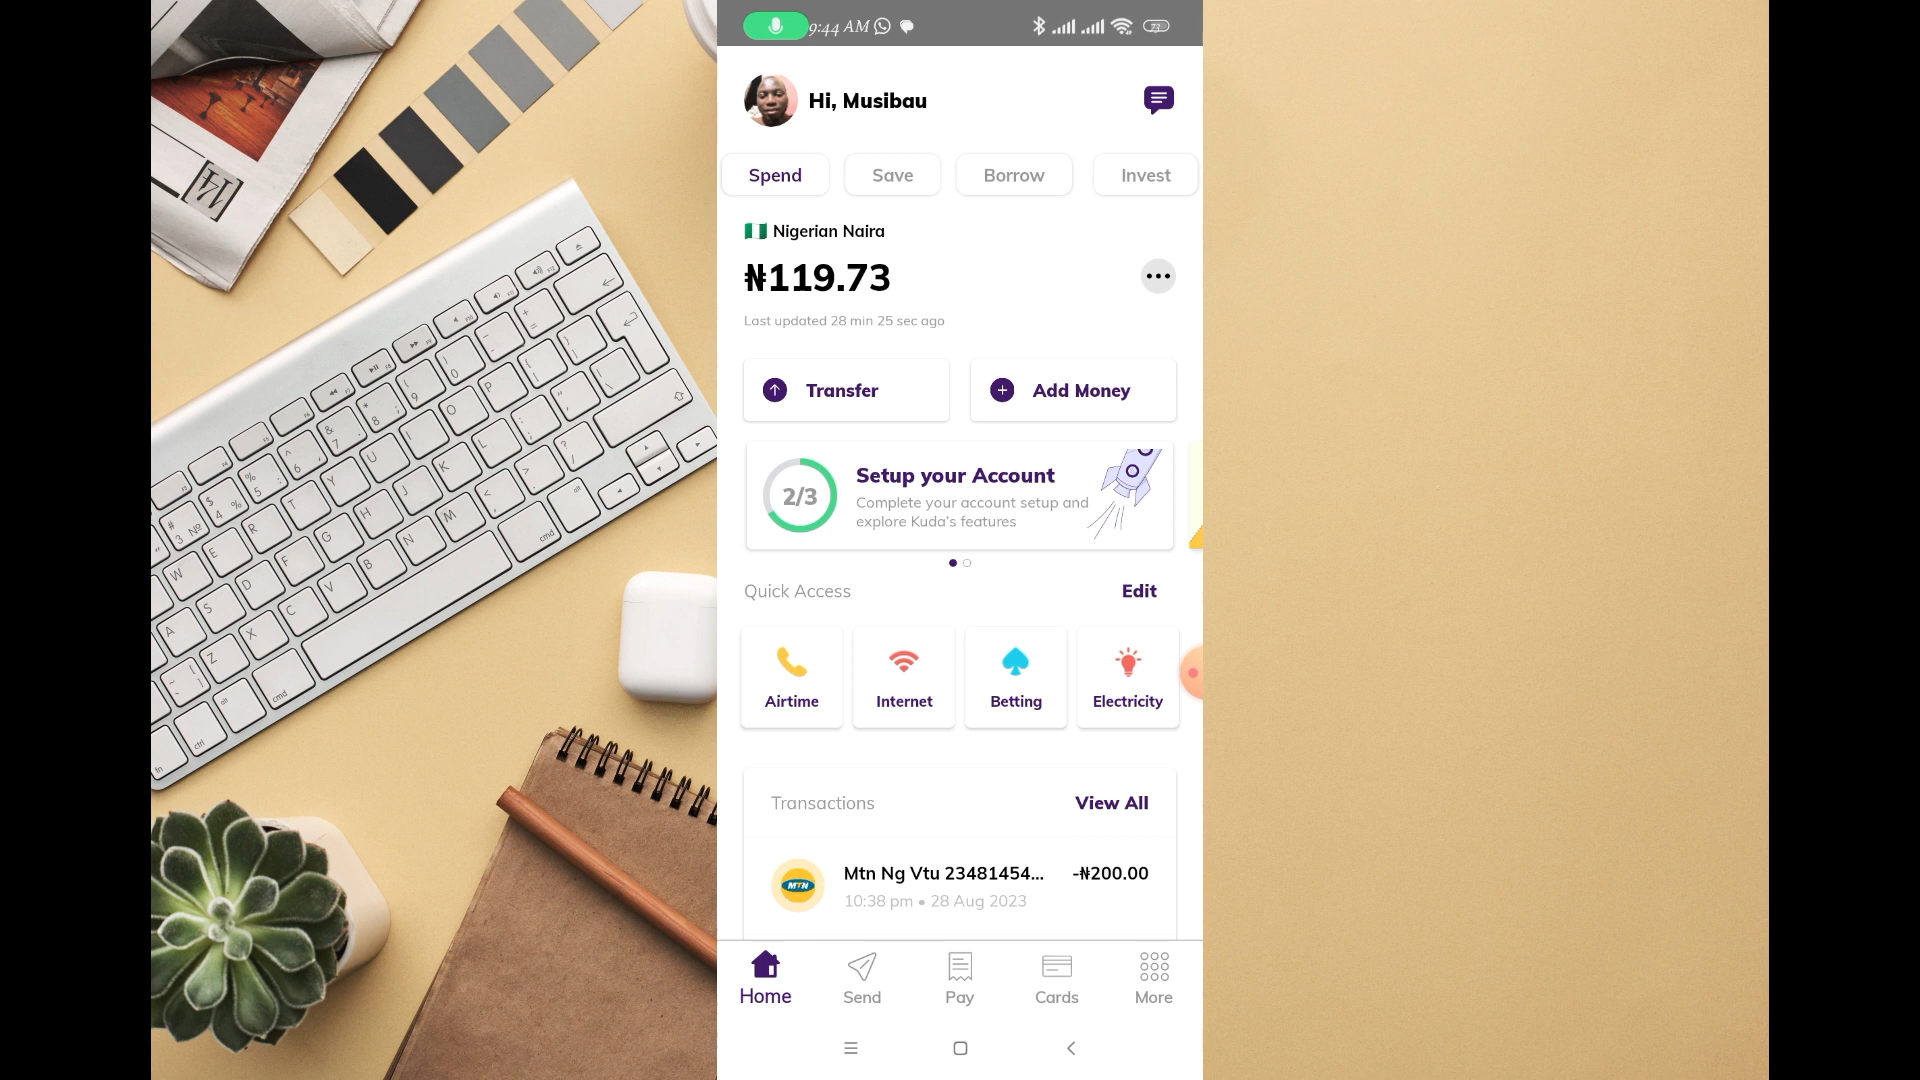 9:44 AM
73
Hi, Musibau
Spend
Save
Borrow
Invest
Nigerian Naira
₦119.73
Last updated 28 min 25 sec ago
Transfer
Add Money
2/3
Setup your Account
Complete your account setup and
explore Kuda's features
Quick Access
Edit
Airtime
Internet
Betting
Electricity
Transactions
View All
MTN
Mtn Ng Vtu 23481454...
-₦200.00
10:38 pm • 28 Aug 2023
Home
Send
Pay
Cards
More